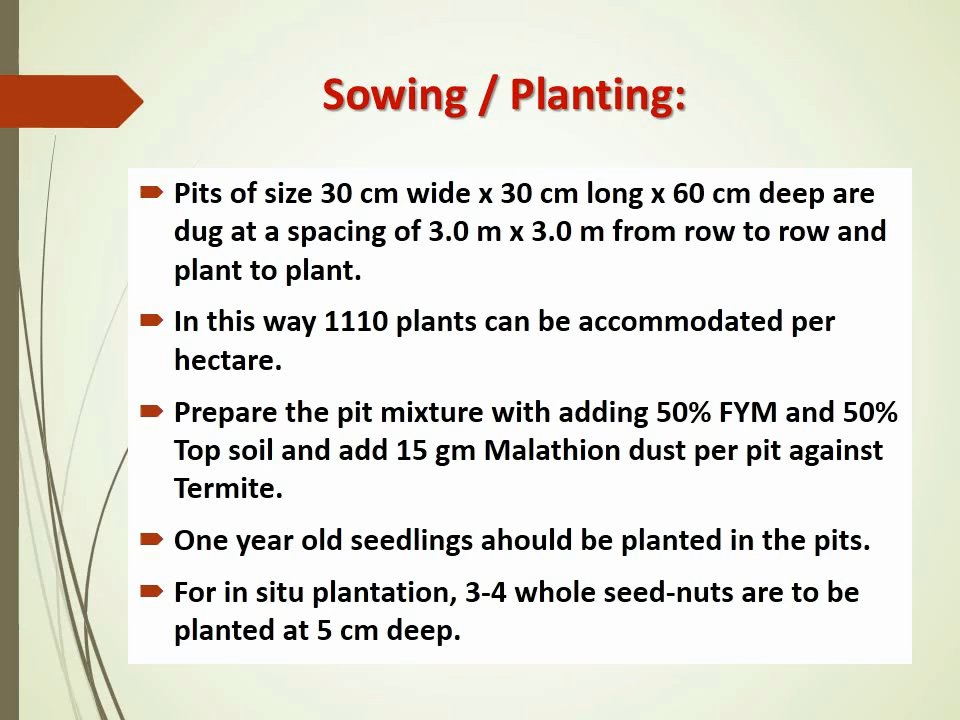 Sowing / Planting:
Pits of size 30 cm wide x 30 cm long x 60 cm deep are
dug at a spacing of 3.0 m x 3.0 m from row to row and
plant to plant.
In this way 1110 plants can be accommodated per
hectare.
Prepare the pit mixture with adding 50% FYM and 50%
Top soil and add 15 gm Malathion dust per pit against
Termite.
One year old seedlings ahould be planted in the pits.
For in situ plantation, 3-4 whole seed-nuts are to be
planted at 5 cm deep.